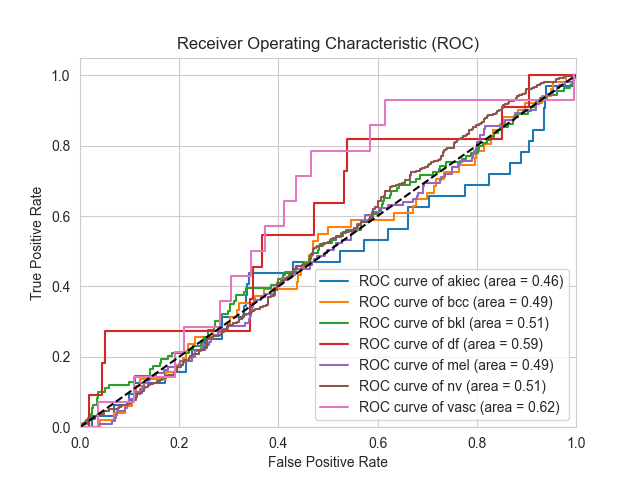 Receiver Operating Characteristic (ROC)
True Positive Rate
1.0
0.8
0.6
0.4
0.2
0.0
ROC curve of akiec (area = 0.46)
ROC curve of bcc (area = 0.49)
ROC curve of bkl (area = 0.51)
ROC curve of df (area = 0.59)
ROC curve of mel (area = 0.49)
ROC curve of nv (area = 0.51)
ROC curve of vasc (area = 0.62)
0.0 0.2 0.4 0.6 0.8 1.0
False Positive Rate